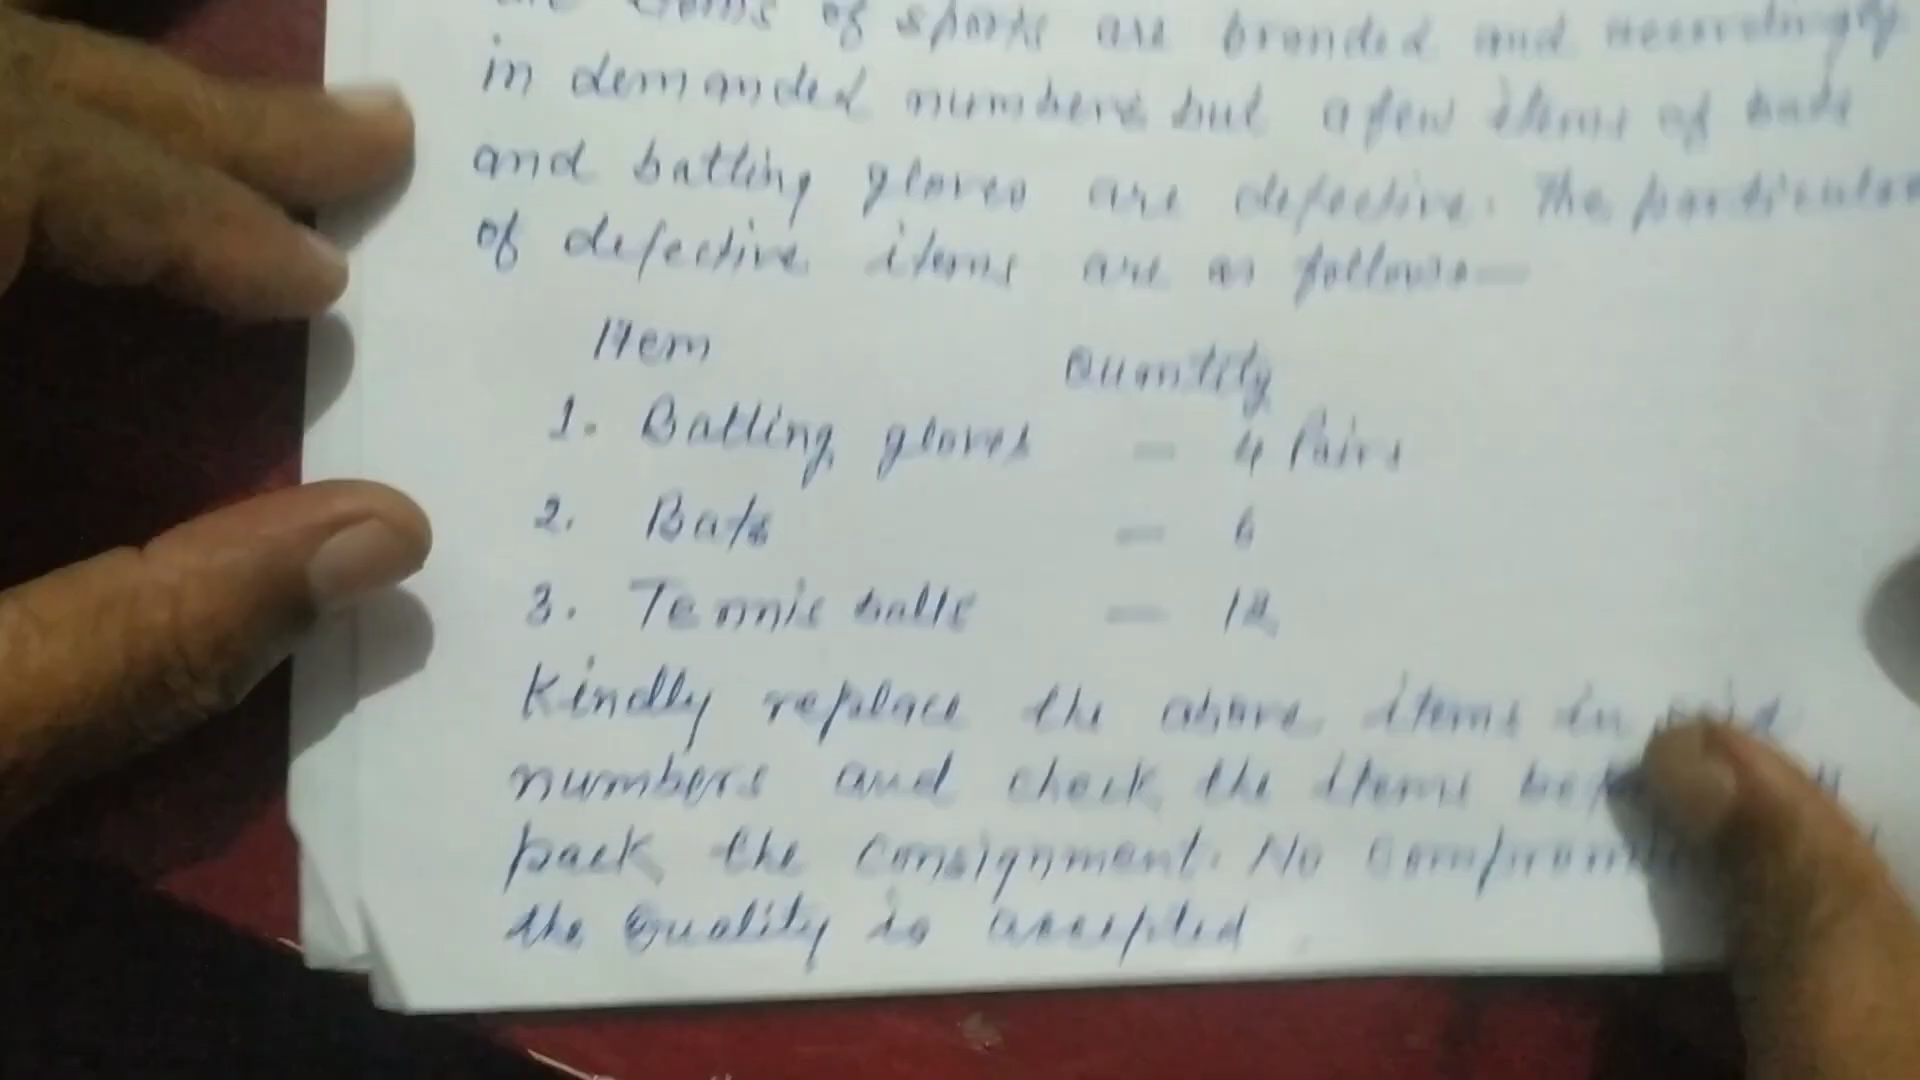 items of sports are branded and accordingly
in demanded numbers but a few items of bats
and batting gloves are defective. The particulars
of defective items are as follows—
Item Quantity
1. Batting gloves — 4 Pairs
2. Bats — 6
3. Tennis balls — 12
Kindly replace the above items in said
numbers and check the items
pack the consignment. No
the Quality is accepted